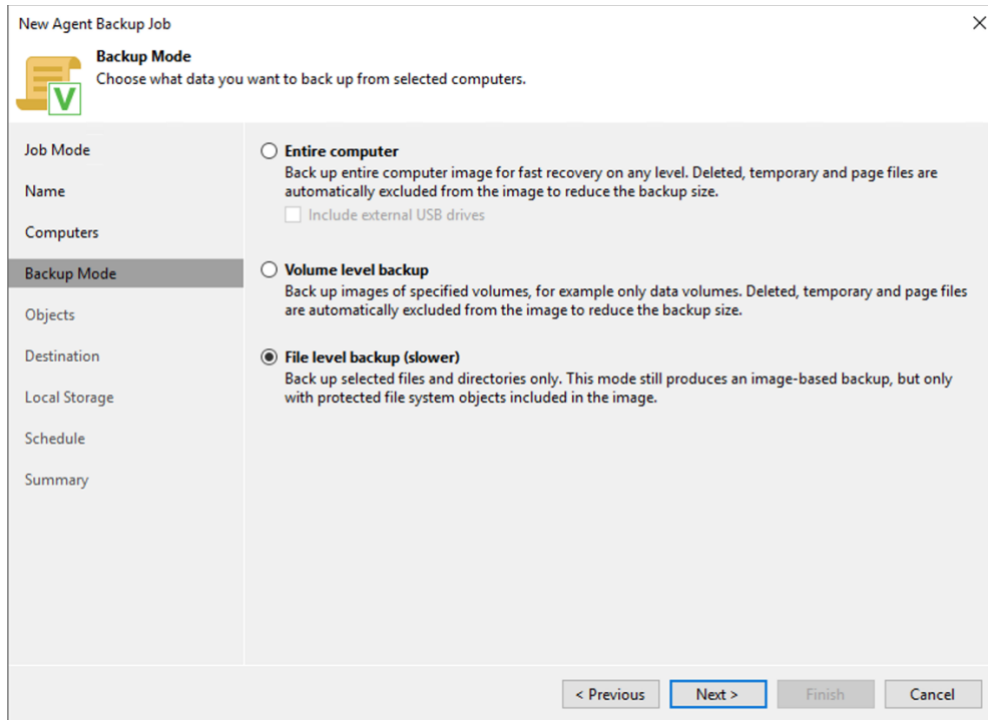 New Agent Backup Job
Backup Mode
Choose what data you want to back up from selected computers.
V
Job Mode
Name
Computers
Backup Mode
Objects
Destination
Local Storage
Schedule
Summary
Entire computer
Back up entire computer image for fast recovery on any level. Deleted, temporary and page files are
automatically excluded from the image to reduce the backup size.
Include external USB drives
Volume level backup
Back up images of specified volumes, for example only data volumes. Deleted, temporary and page files
are automatically excluded from the image to reduce the backup size.
File level backup (slower)
Back up selected files and directories only. This mode still produces an image-based backup, but only
with protected file system objects included in the image.
< Previous
Next >
Finish
Cancel